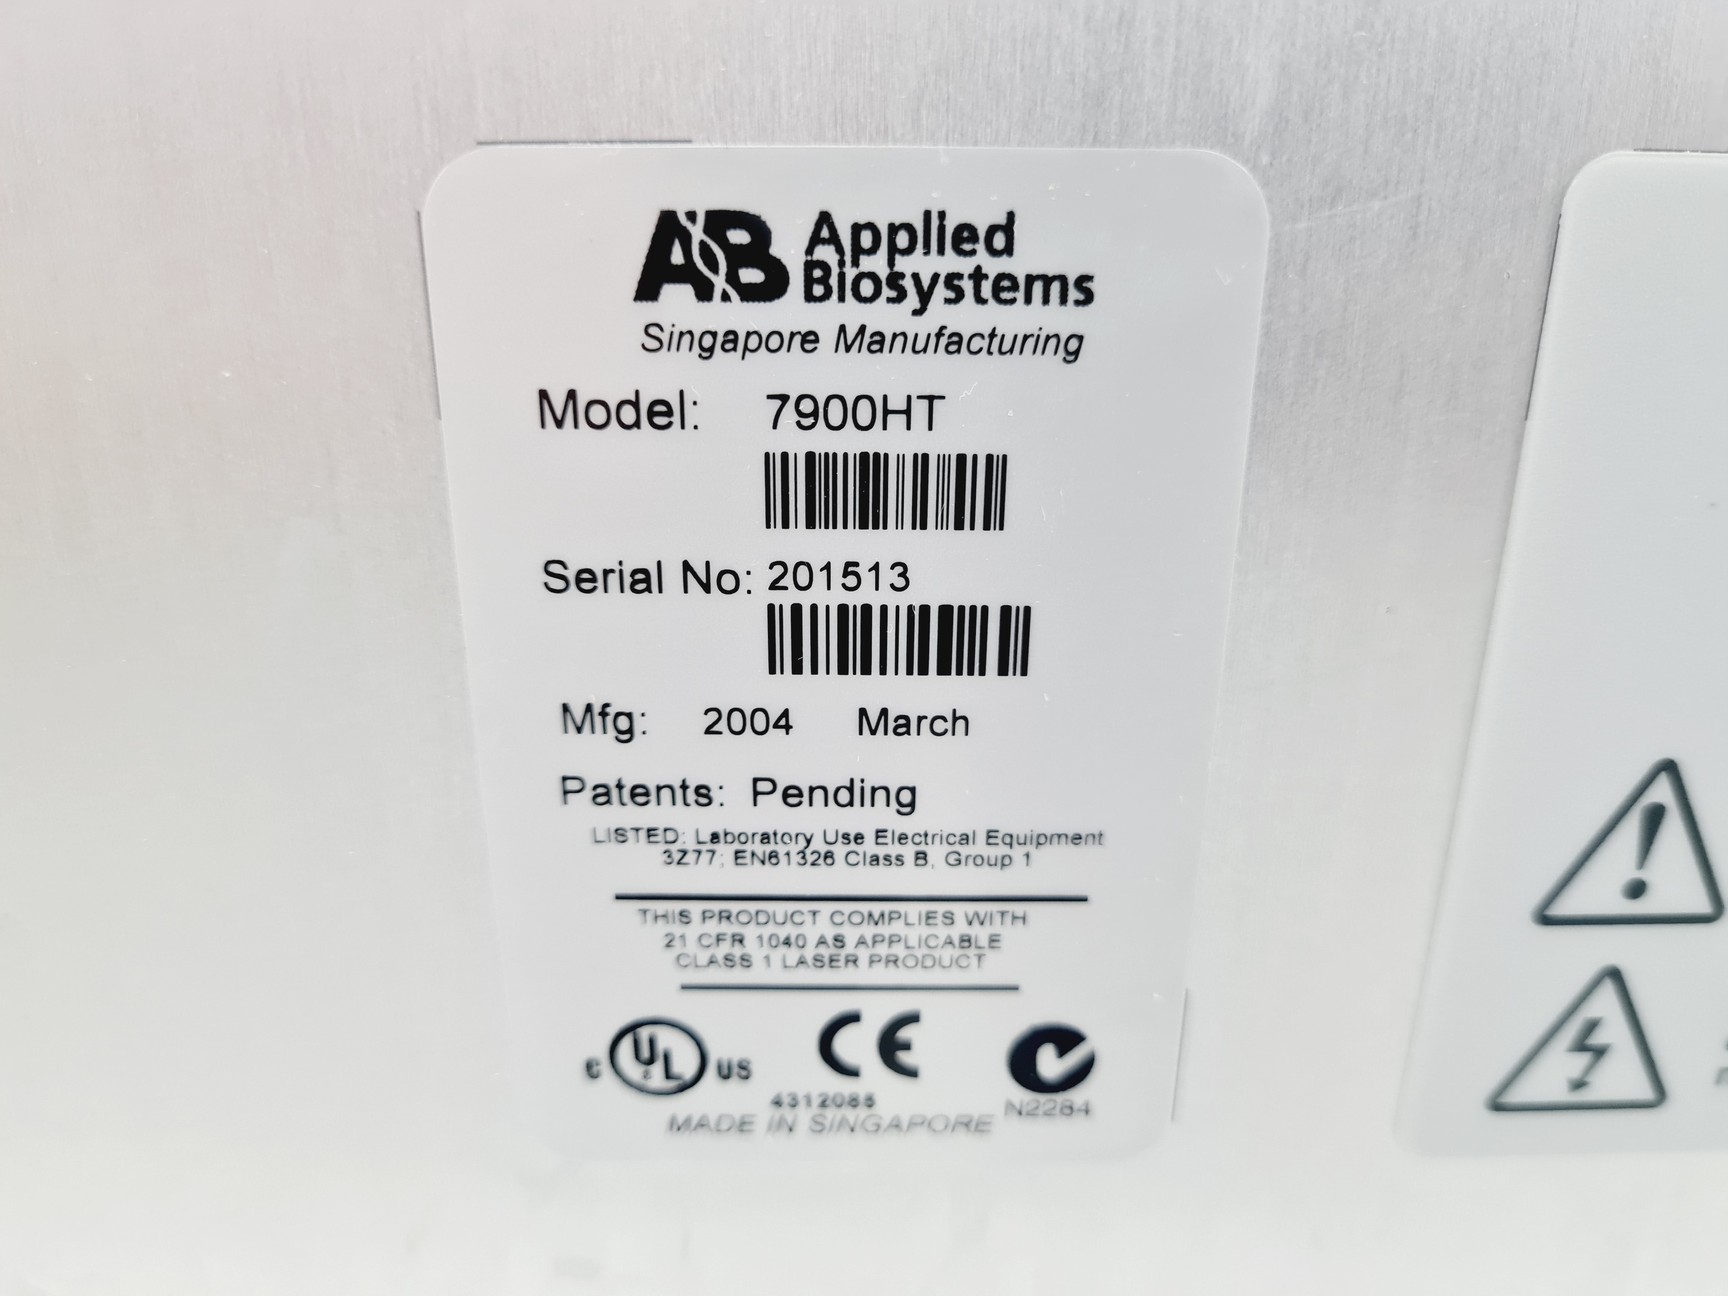 AB Applied
Biosystems
Singapore Manufacturing
Model: 7900HT
Serial No: 201513
Mfg: 2004 March
Patents: Pending
LISTED: Laboratory Use Electrical Equipment
3Z77; EN61326 Class B, Group 1
THIS PRODUCT COMPLIES WITH
21 CFR 1040 AS APPLICABLE
CLASS 1 LASER PRODUCT
C UL US CE
4312085 N2284
MADE IN SINGAPORE